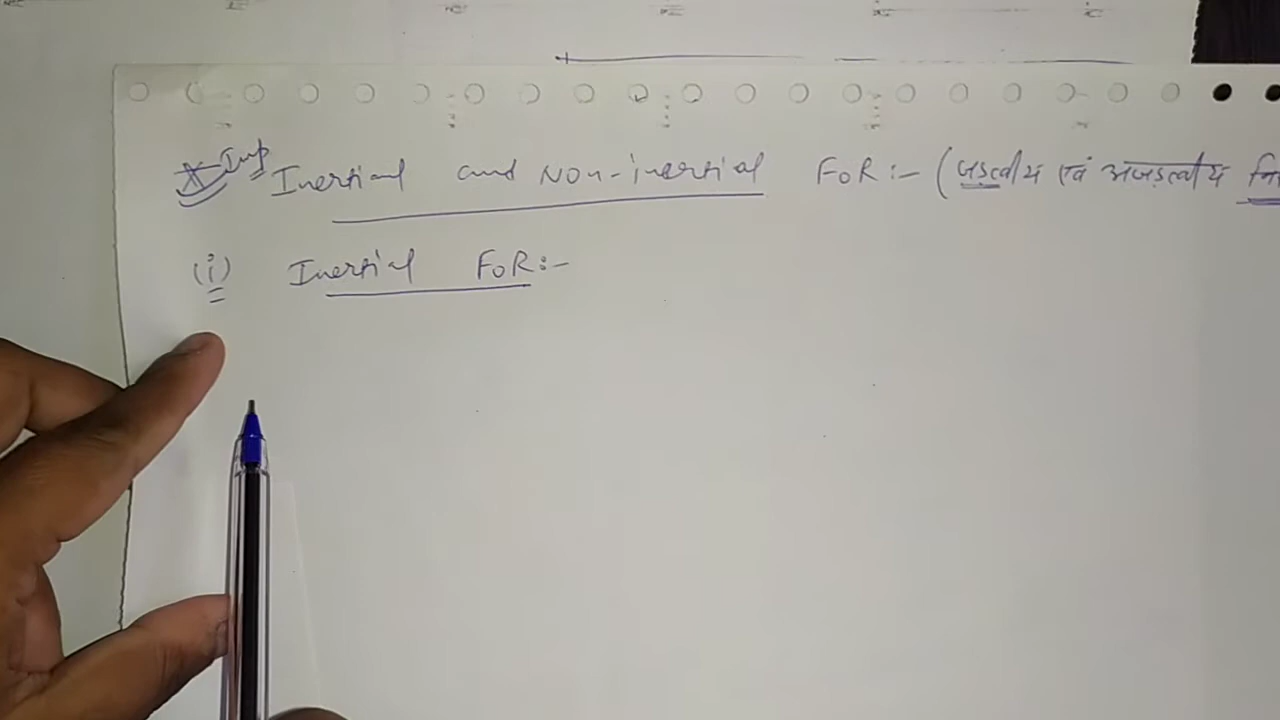 Imp Inertial and Non-inertial FoR:- (जड़त्वीय एवं अजड़त्वीय
(i) Inertial FoR:-